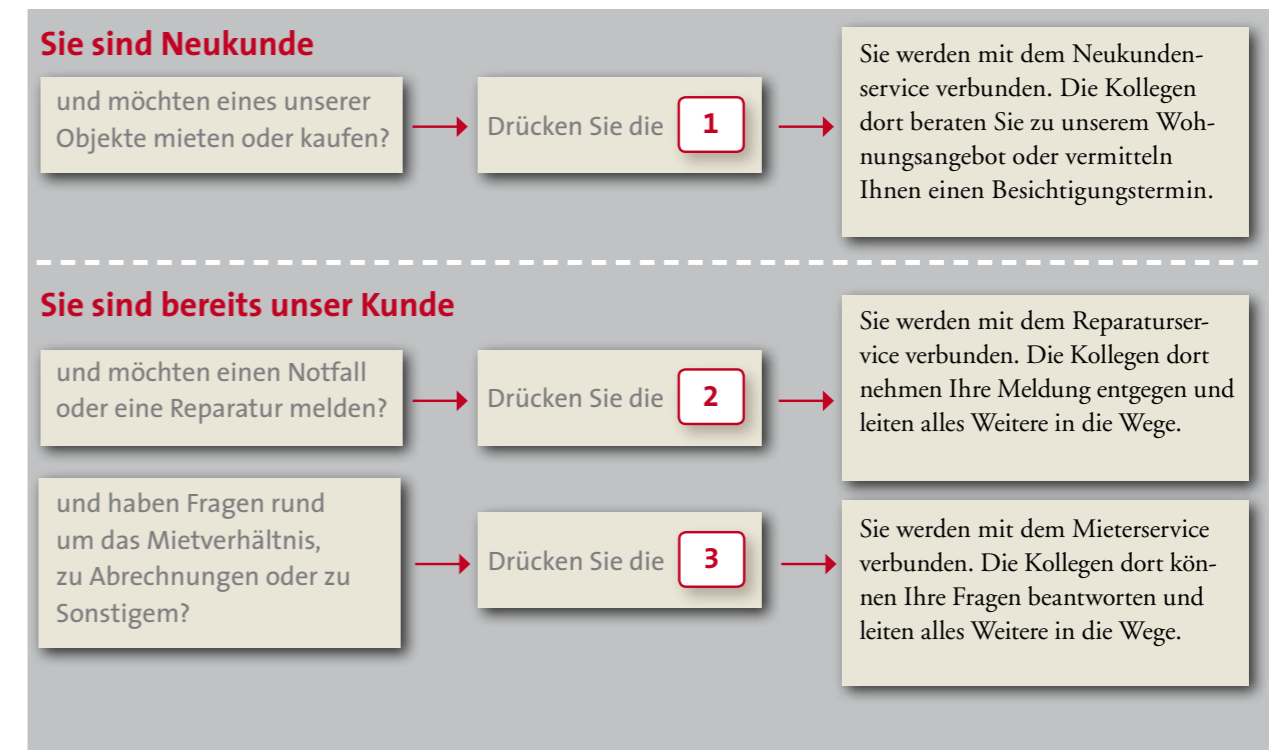 Sie sind Neukunde
und möchten eines unserer
Objekte mieten oder kaufen?
Drücken Sie die 1
Sie werden mit dem Neukunden-
service verbunden. Die Kollegen
dort beraten Sie zu unserem Woh-
nungsangebot oder vermitteln
Ihnen einen Besichtigungstermin.
Sie sind bereits unser Kunde
und möchten einen Notfall
oder eine Reparatur melden?
Drücken Sie die 2
Sie werden mit dem Reparaturser-
vice verbunden. Die Kollegen dort
nehmen Ihre Meldung entgegen und
leiten alles Weitere in die Wege.
und haben Fragen rund
um das Mietverhältnis,
zu Abrechnungen oder zu
Sonstigem?
Drücken Sie die 3
Sie werden mit dem Mieterservice
verbunden. Die Kollegen dort kön-
nen Ihre Fragen beantworten und
leiten alles Weitere in die Wege.